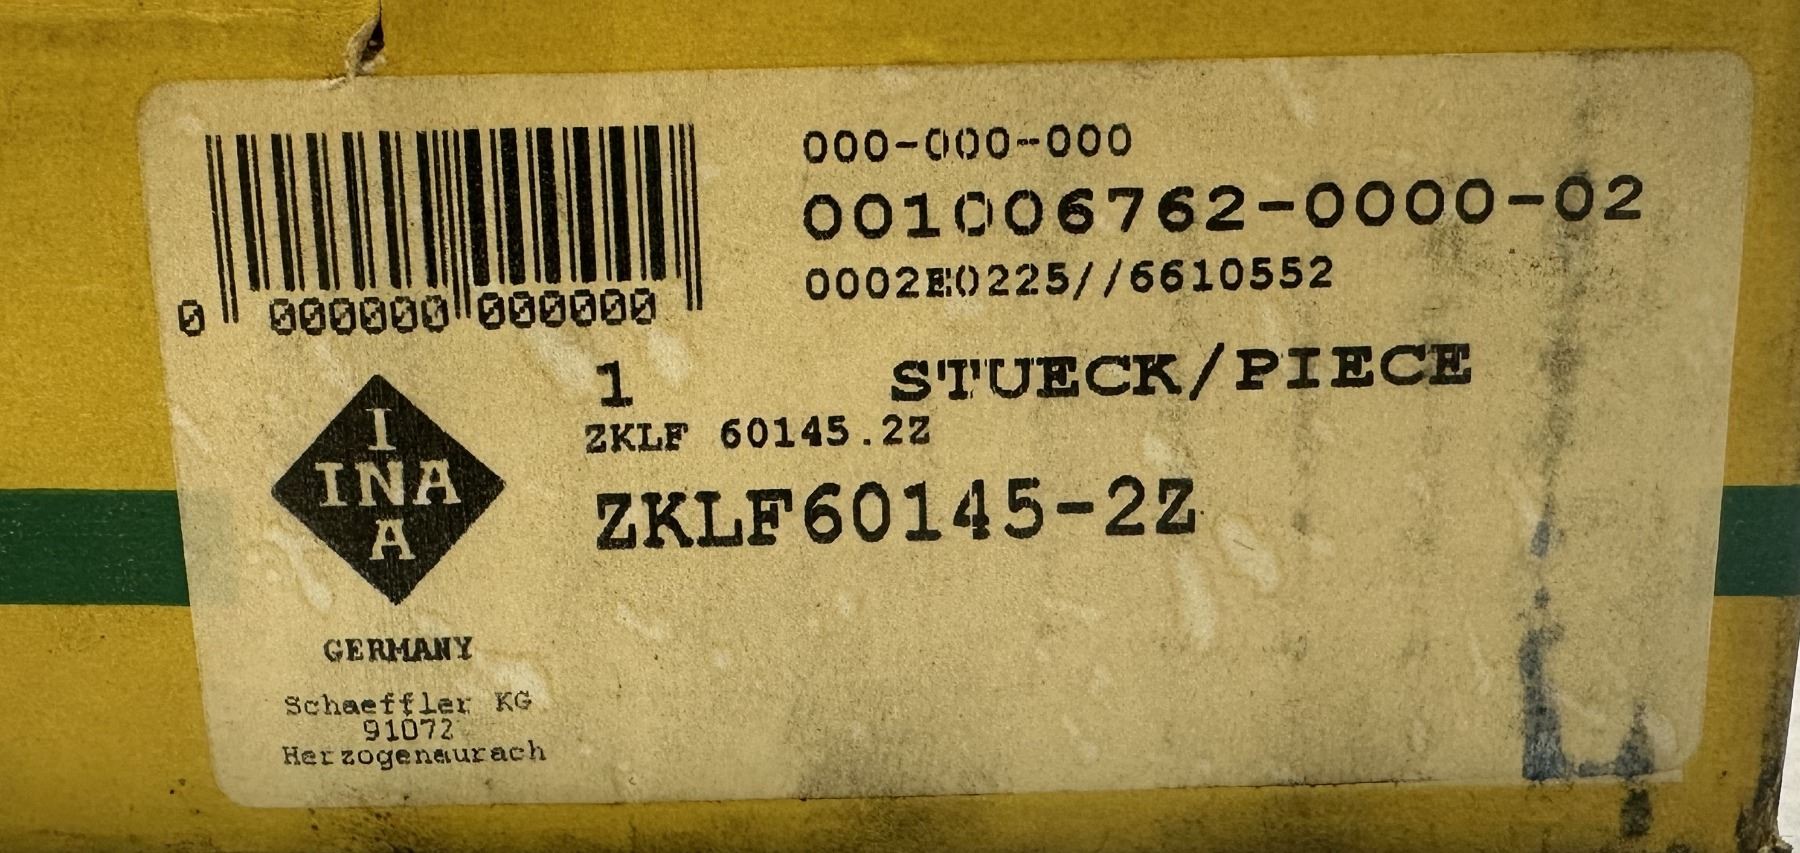 000-000-000
001006762-0000-02
0002E0225//6610552
0 000000 000000
1 STUECK/PIECE
ZKLF 60145.2Z
ZKLF60145-2Z
I
INA
A
GERMANY
Schaeffler KG
91072
Herzogenaurach